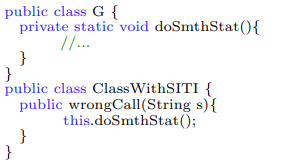 public class G {
private static void doSmthStat(){
//...
}
}
public class ClassWithSITI {
public wrongCall(String s){
this.doSmthStat();
}
}